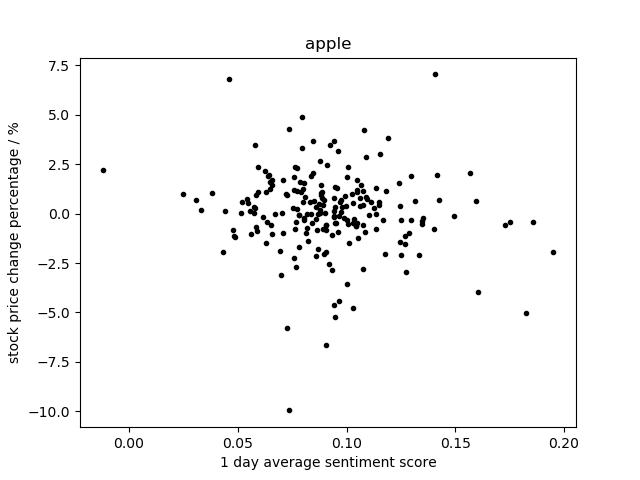 apple
7.5
5.0
2.5
0.0
−2.5
−5.0
−7.5
−10.0
stock price change percentage / %
0.00 0.05 0.10 0.15 0.20
1 day average sentiment score